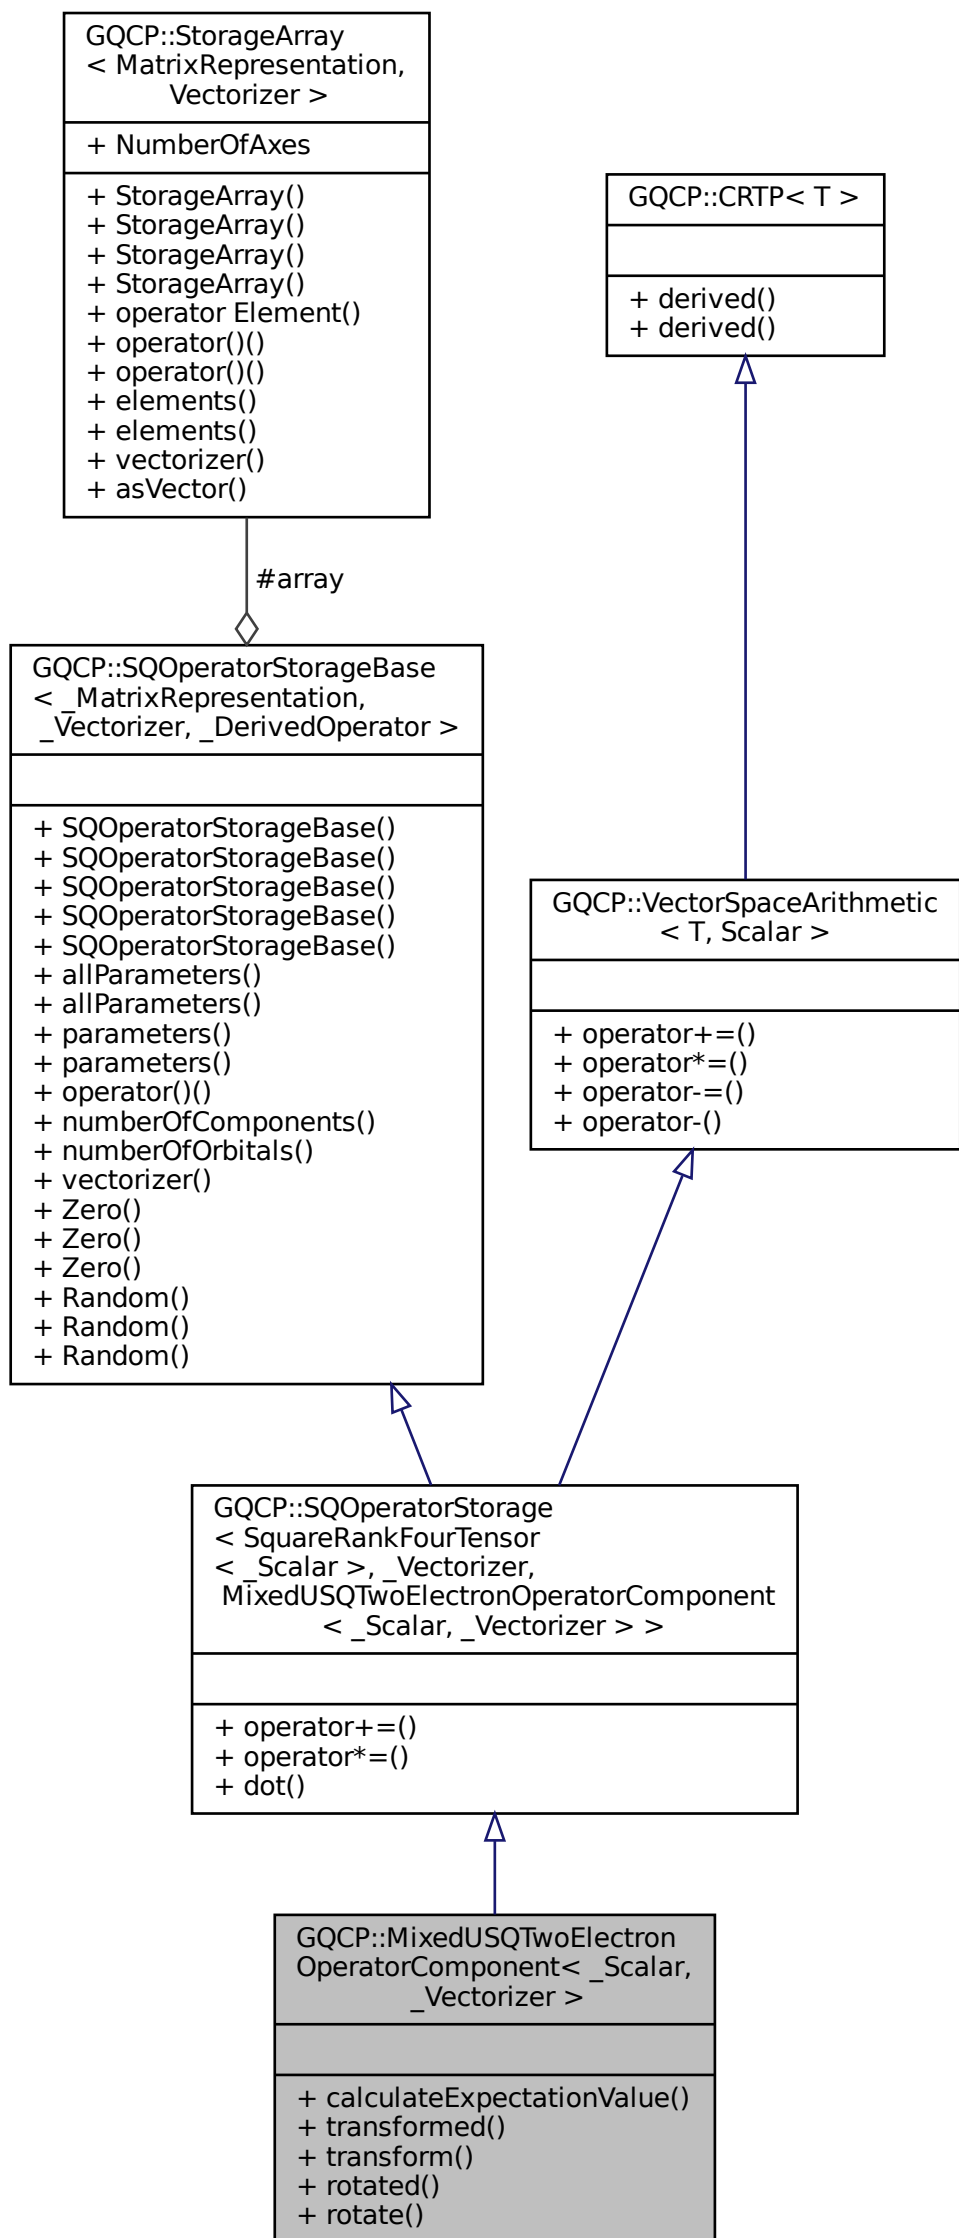 GQCP::StorageArray
< MatrixRepresentation,
Vectorizer >
+ NumberOfAxes
+ StorageArray()
+ StorageArray()
+ StorageArray()
+ StorageArray()
+ operator Element()
+ operator()()
+ operator()()
+ elements()
+ elements()
+ vectorizer()
+ asVector()
GQCP::CRTP< T >
+ derived()
+ derived()
#array
GQCP::SQOperatorStorageBase
< _MatrixRepresentation,
_Vectorizer, _DerivedOperator >
+ SQOperatorStorageBase()
+ SQOperatorStorageBase()
+ SQOperatorStorageBase()
+ SQOperatorStorageBase()
+ SQOperatorStorageBase()
+ allParameters()
+ allParameters()
+ parameters()
+ parameters()
+ operator()()
+ numberOfComponents()
+ numberOfOrbitals()
+ vectorizer()
+ Zero()
+ Zero()
+ Zero()
+ Random()
+ Random()
+ Random()
GQCP::VectorSpaceArithmetic
< T, Scalar >
+ operator+=()
+ operator*=()
+ operator-=()
+ operator-()
GQCP::SQOperatorStorage
< SquareRankFourTensor
< _Scalar >, _Vectorizer,
MixedUSQTwoElectronOperatorComponent
< _Scalar, _Vectorizer > >
+ operator+=()
+ operator*=()
+ dot()
GQCP::MixedUSQTwoElectron
OperatorComponent< _Scalar,
_Vectorizer >
+ calculateExpectationValue()
+ transformed()
+ transform()
+ rotated()
+ rotate()